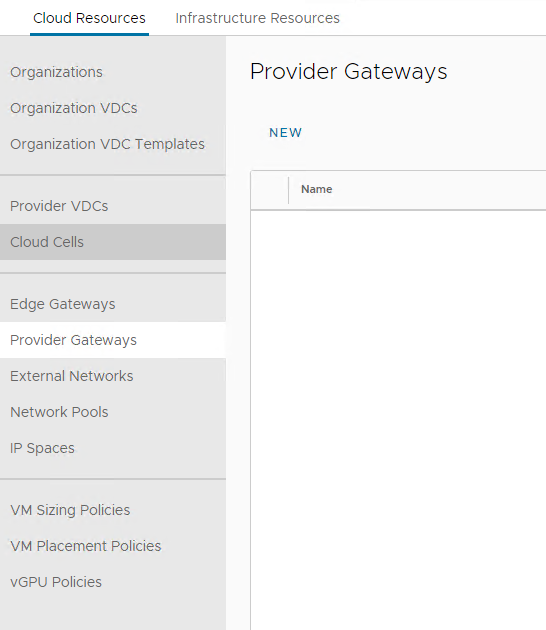 Cloud Resources Infrastructure Resources
Organizations
Organization VDCs
Organization VDC Templates
Provider VDCs
Cloud Cells
Edge Gateways
Provider Gateways
External Networks
Network Pools
IP Spaces
VM Sizing Policies
VM Placement Policies
vGPU Policies
Provider Gateways
NEW
Name